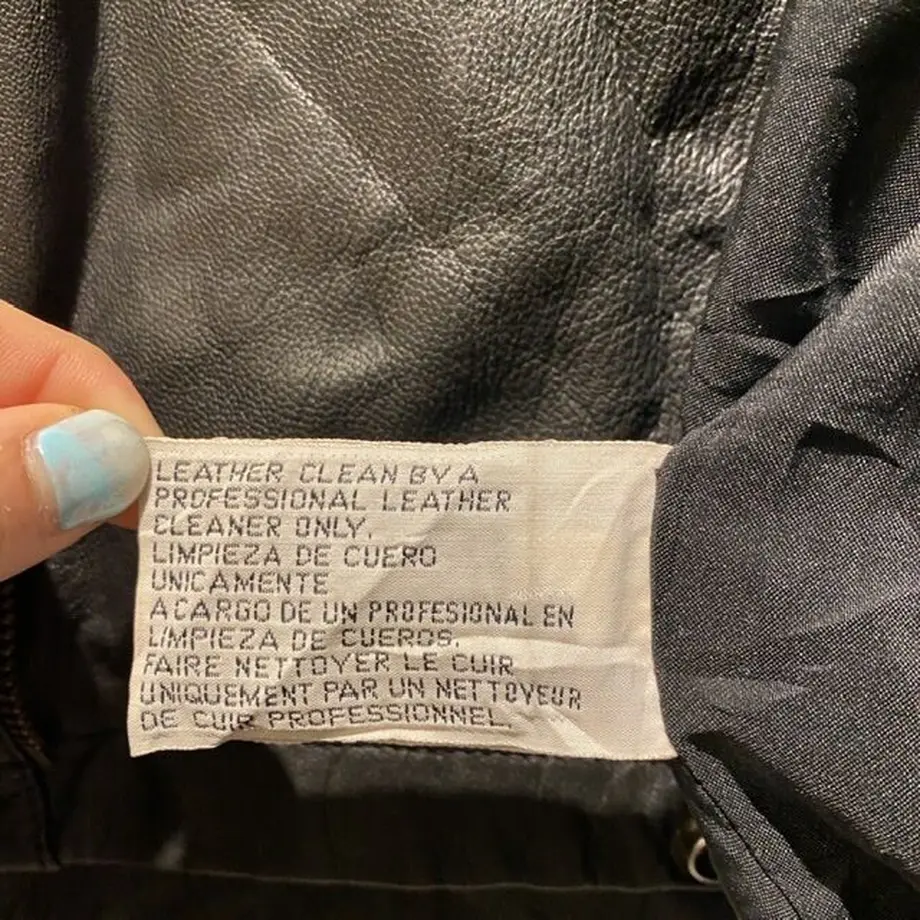 LEATHER CLEAN BY A
PROFESSIONAL LEATHER
CLEANER ONLY.
LIMPIEZA DE CUERO
UNICAMENTE
A CARGO DE UN PROFESIONAL EN
LIMPIEZA DE CUEROS.
FAIRE NETTOYER LE CUIR
UNIQUEMENT PAR UN NETTOYEUR
DE CUIR PROFESSIONNEL.